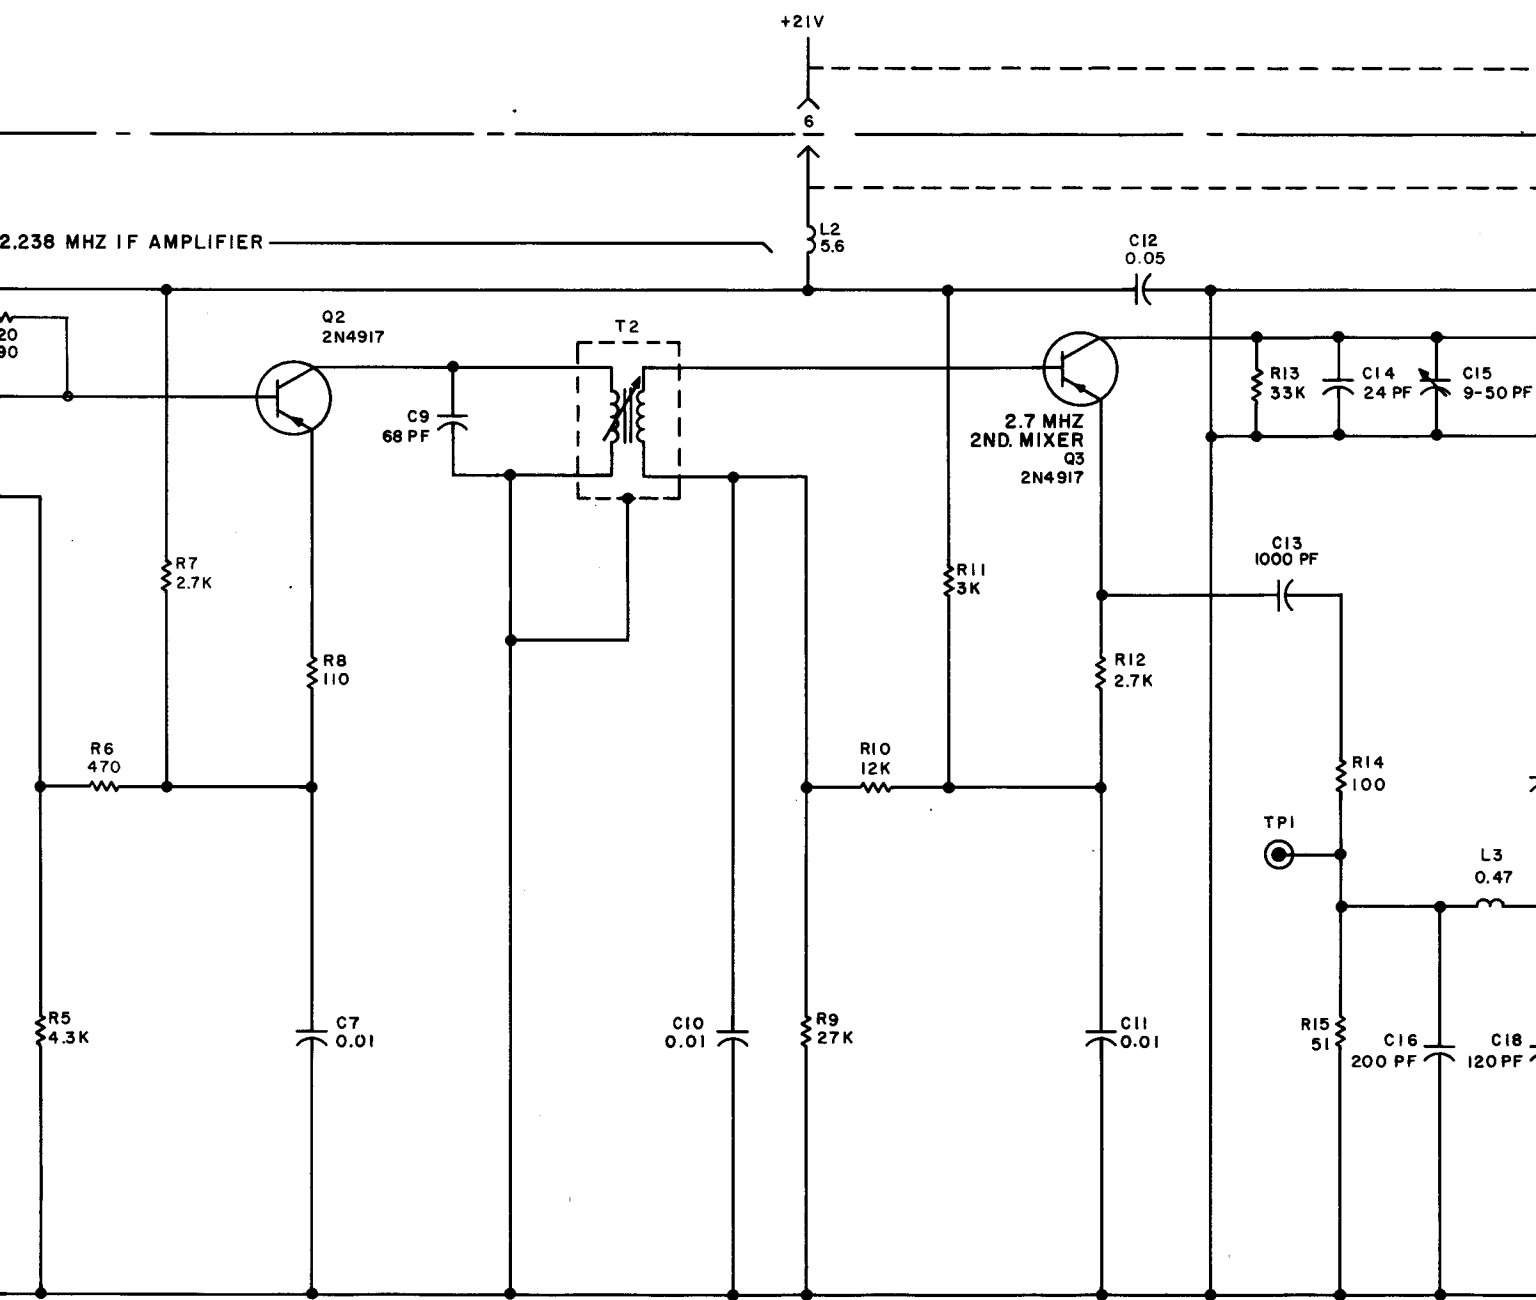 +21V
6
2.238 MHZ IF AMPLIFIER
L2
5.6
C12
0.05
20
90
Q2
2N4917
T2
C9
68 PF
2.7 MHZ
2ND. MIXER
Q3
2N4917
R13
33K
C14
24 PF
C15
9-50 PF
R7
2.7K
R11
3K
C13
1000 PF
R8
110
R12
2.7K
R6
470
R10
12K
R14
100
TP1
L3
0.47
R5
4.3K
C7
0.01
C10
0.01
R9
27K
C11
0.01
R15
51
C16
200 PF
C18
120 PF